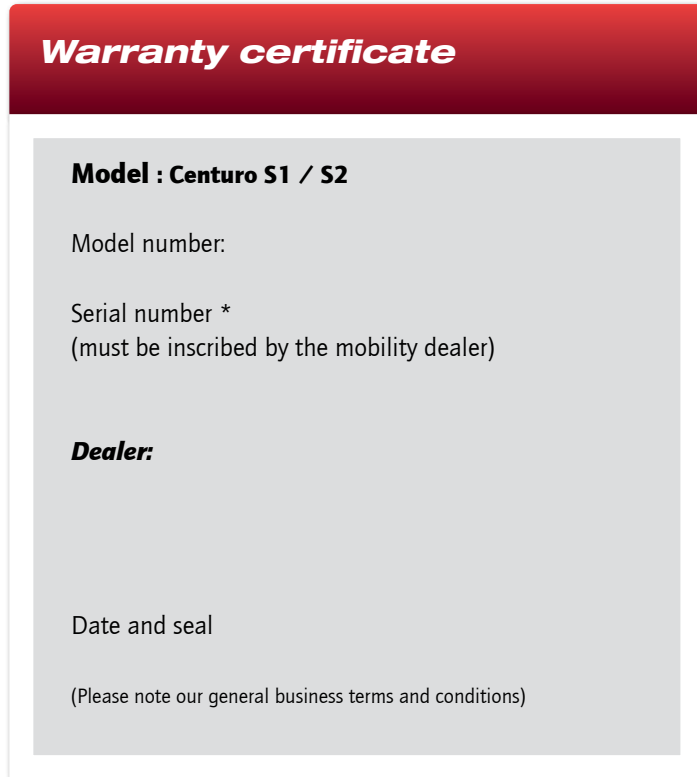 Warranty certificate
Model : Centuro S1 / S2
Model number:
Serial number *
(must be inscribed by the mobility dealer)
Dealer:
Date and seal
(Please note our general business terms and conditions)